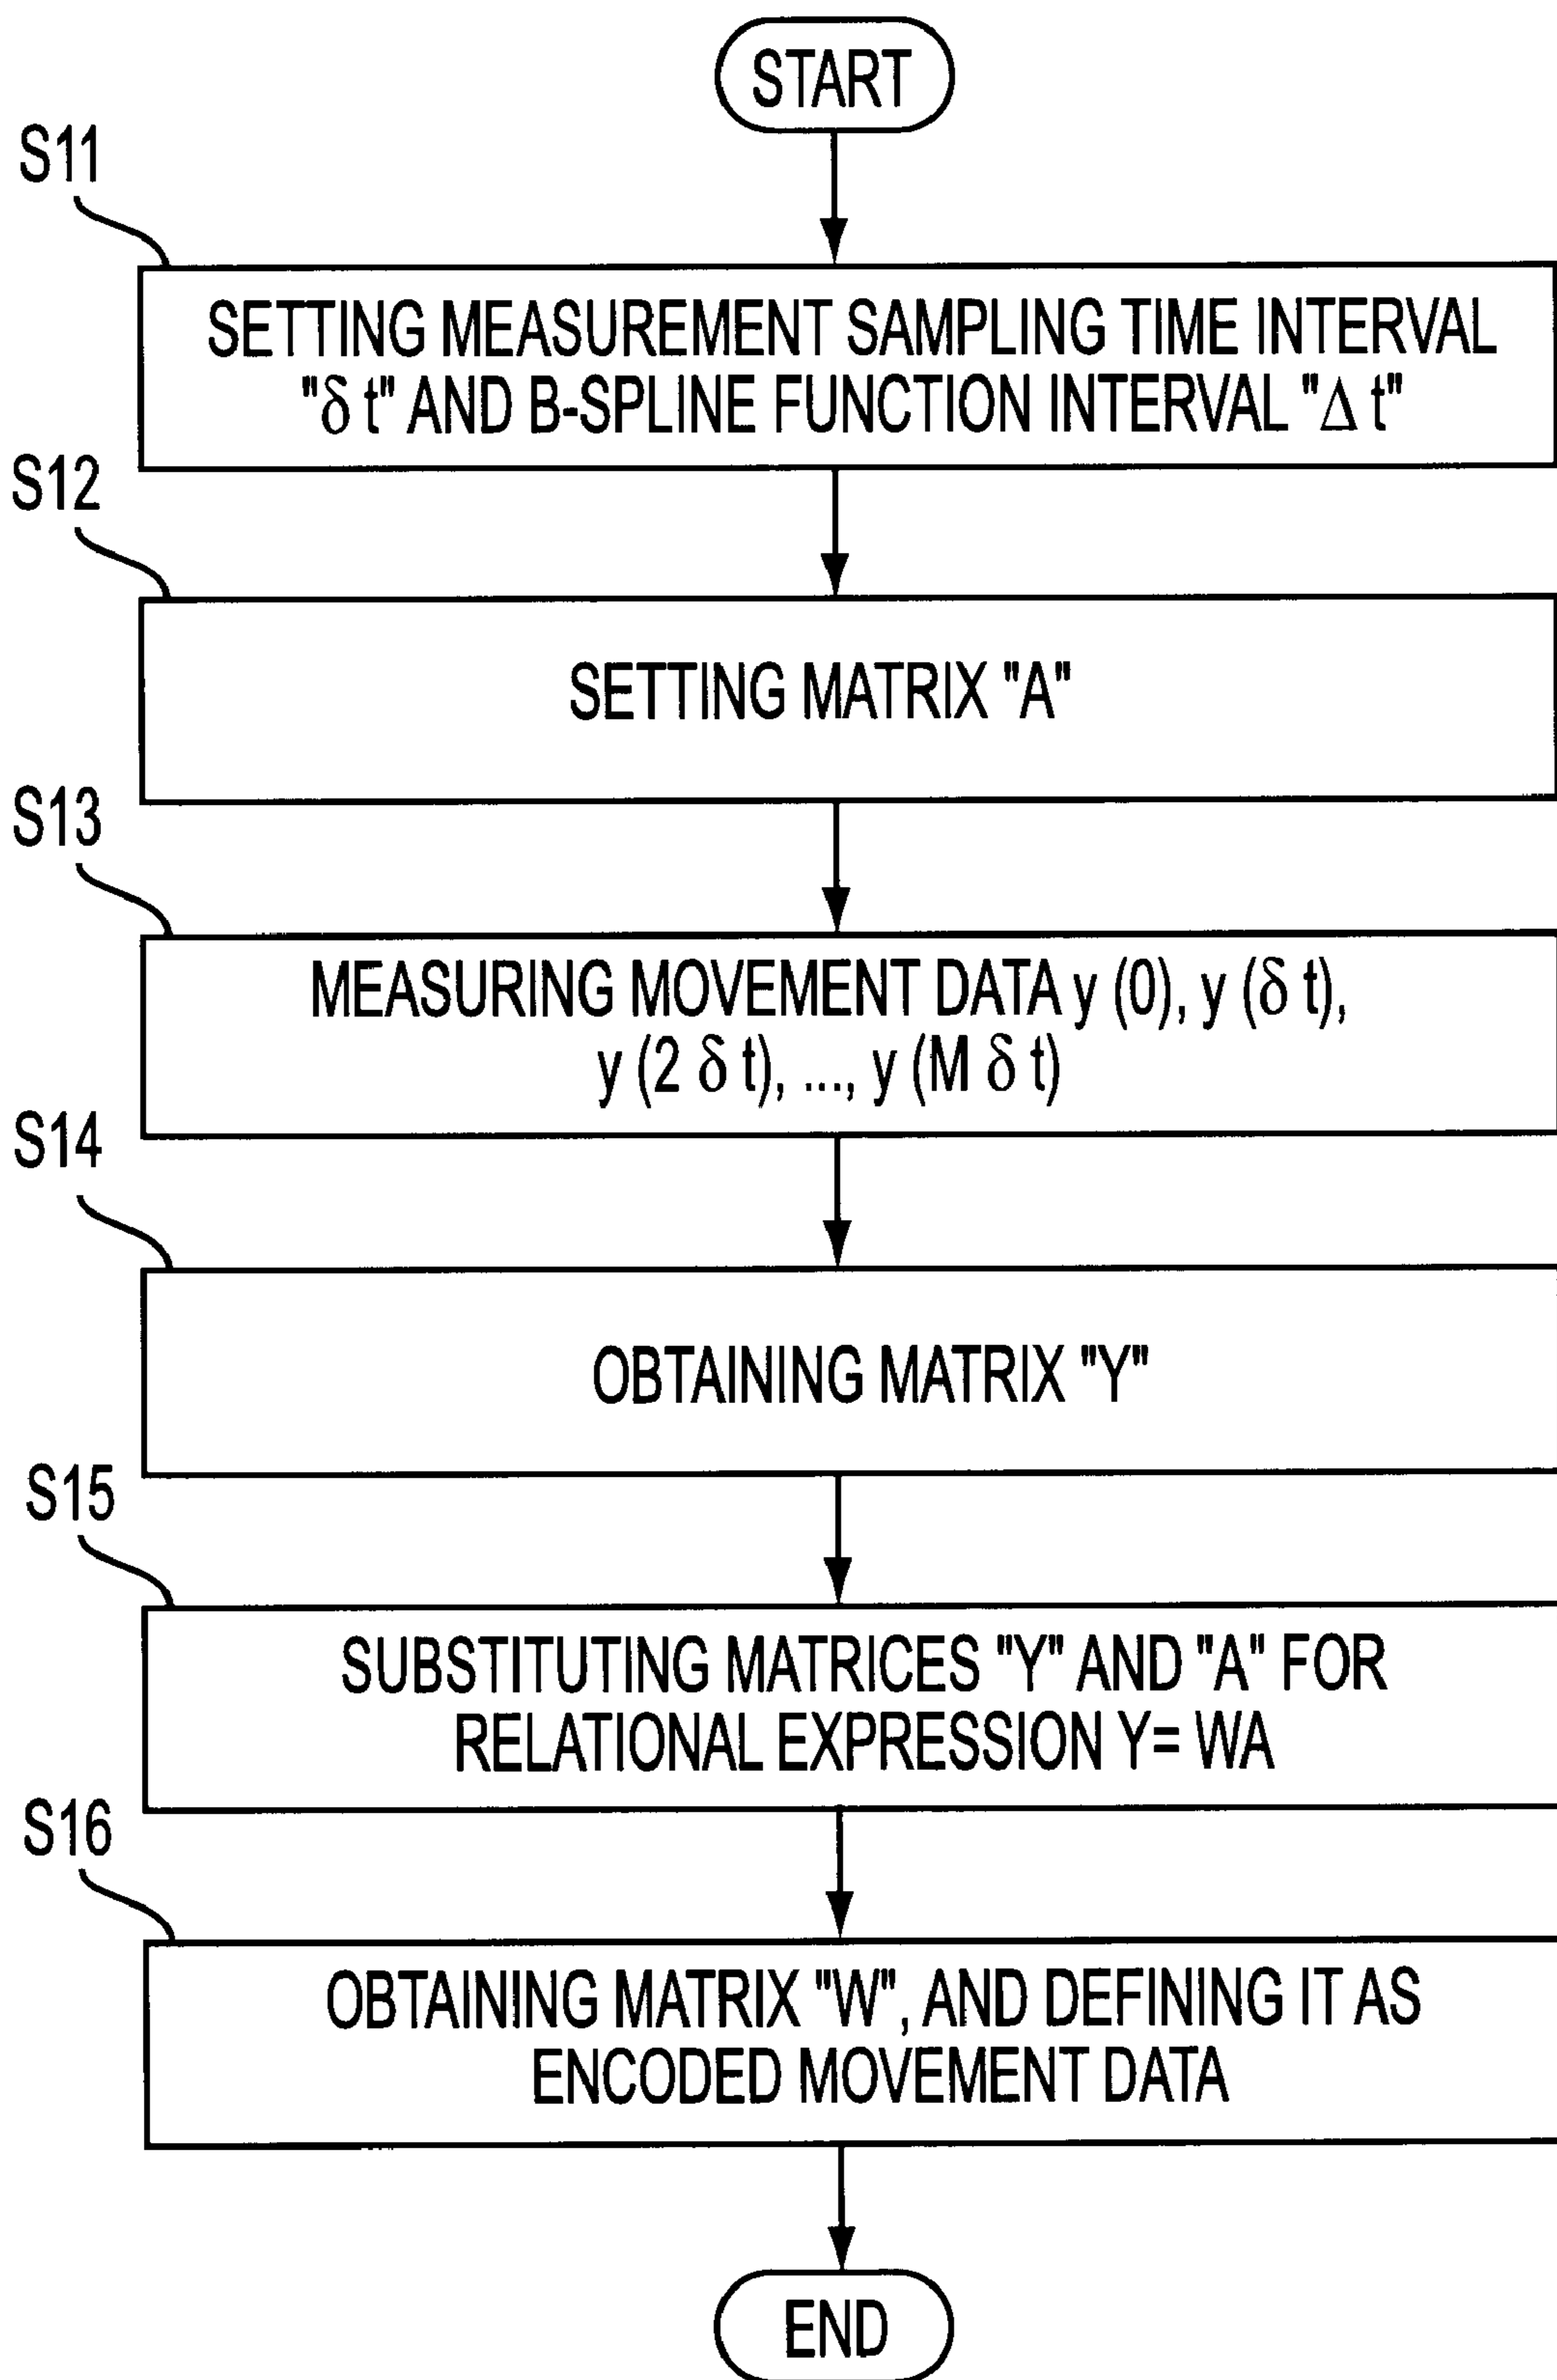 START
S11
SETTING MEASUREMENT SAMPLING TIME INTERVAL
"δ t" AND B-SPLINE FUNCTION INTERVAL "Δ t"
S12
SETTING MATRIX "A"
S13
MEASURING MOVEMENT DATA y (0), y (δ t),
y (2 δ t), ..., y (M δ t)
S14
OBTAINING MATRIX "Y"
S15
SUBSTITUTING MATRICES "Y" AND "A" FOR
RELATIONAL EXPRESSION Y= WA
S16
OBTAINING MATRIX "W", AND DEFINING IT AS
ENCODED MOVEMENT DATA
END